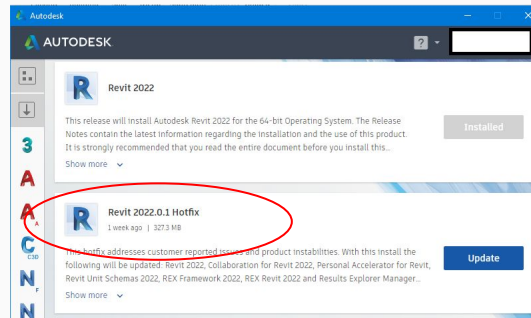 Autodesk
AUTODESK
?
R
Revit 2022
This release will install Autodesk Revit 2022 for the 64-bit Operating System. The Release
Notes contain the latest information regarding the installation and the use of this product.
It is strongly recommended that you read the entire document before you install this...
Show more
Installed
3
A
A
A
C
C3D
N
F
N
R
Revit 2022.0.1 Hotfix
1 week ago | 327.3 MB
This hotfix addresses customer reported issues and product instabilities. With this install the
following will be updated: Revit 2022, Collaboration for Revit 2022, Personal Accelerator for Revit,
Revit Unit Schemas 2022, REX Framework 2022, REX Revit 2022 and Results Explorer Manager...
Show more
Update